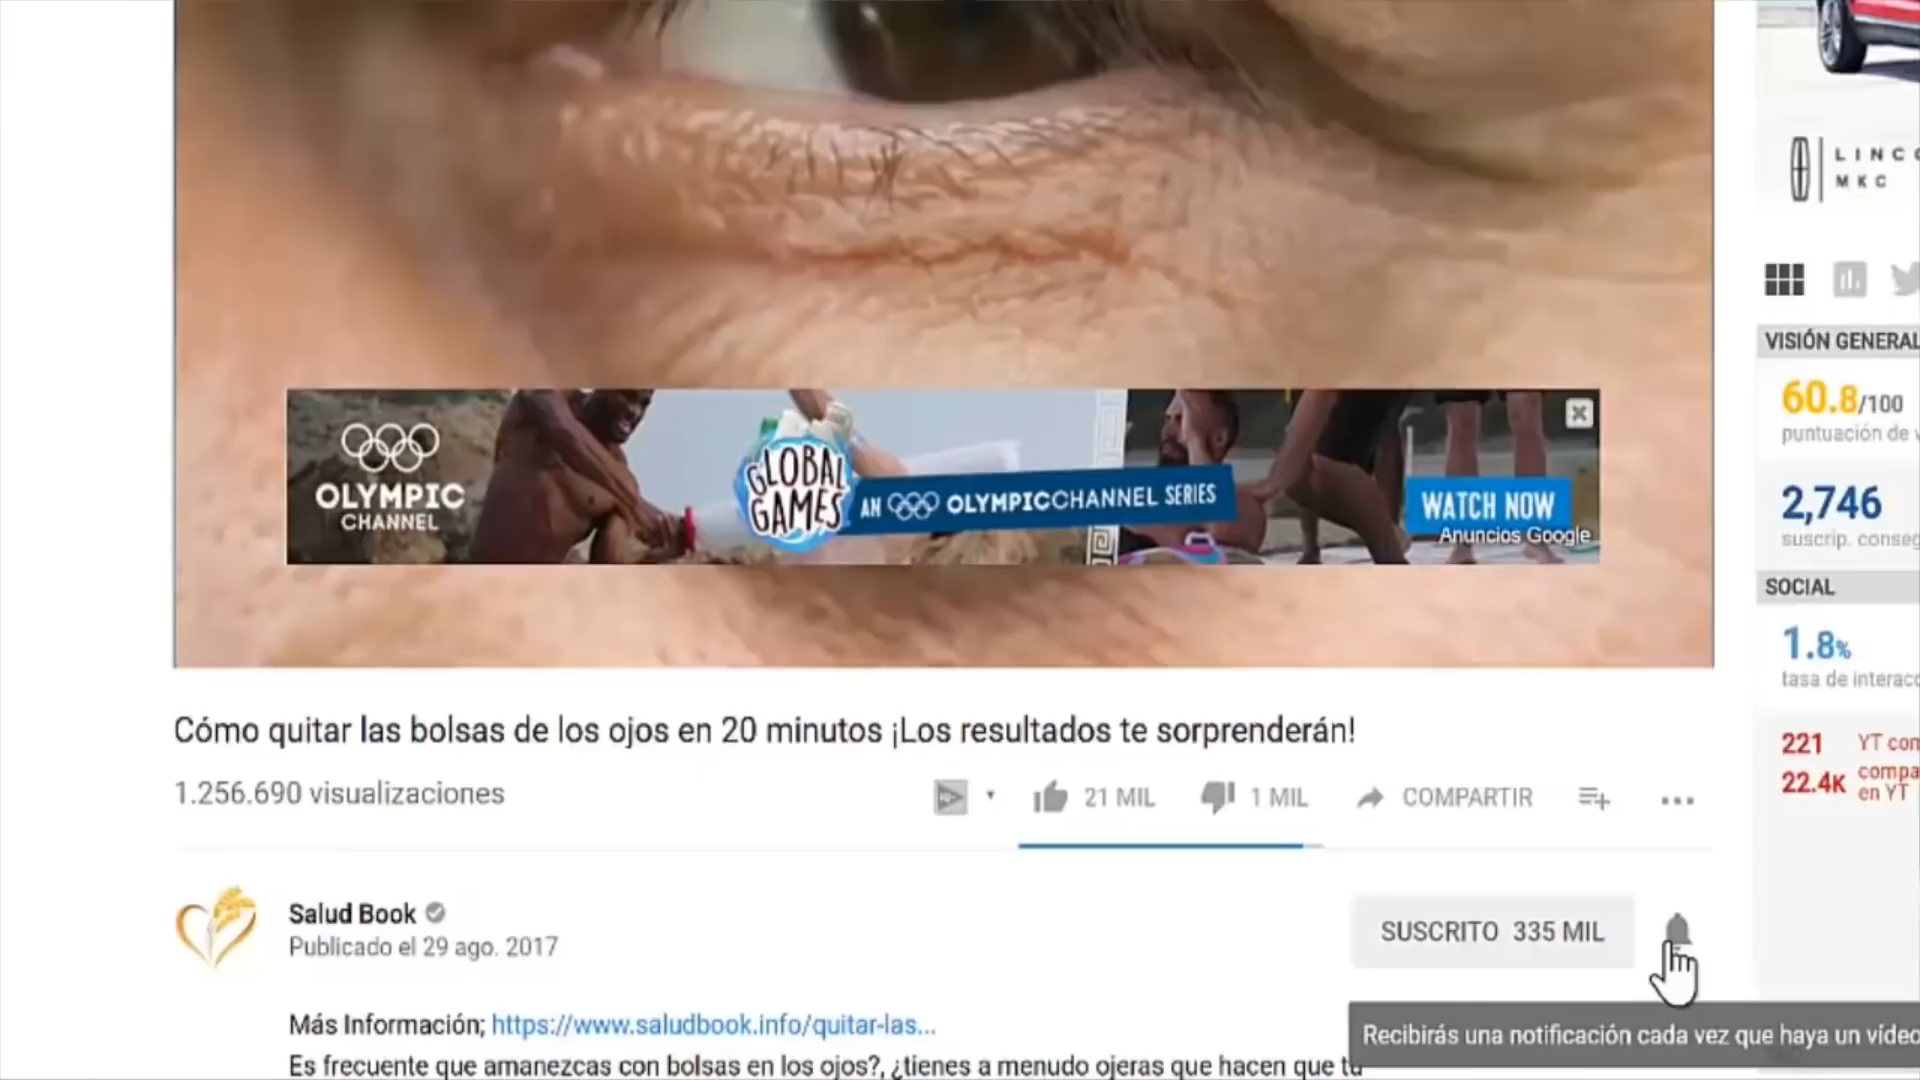 LINCO
MKC
OLYMPIC
CHANNEL
GLOBAL
GAMES
AN OLYMPICCHANNEL SERIES
WATCH NOW
Anuncios Google
VISIÓN GENERAL
60.8/100
puntuación de v
2,746
suscrip. conseg
SOCIAL
1.8%
tasa de interacc
221 YT com
22.4K compa
en YT
Cómo quitar las bolsas de los ojos en 20 minutos ¡Los resultados te sorprenderán!
1.256.690 visualizaciones
21 MIL
1 MIL
COMPARTIR
Salud Book
Publicado el 29 ago. 2017
SUSCRITO 335 MIL
Más Información; https://www.saludbook.info/quitar-las...
Es frecuente que amanezcas con bolsas en los ojos?, ¿tienes a menudo ojeras que hacen que tu
Recibirás una notificación cada vez que haya un vídeo